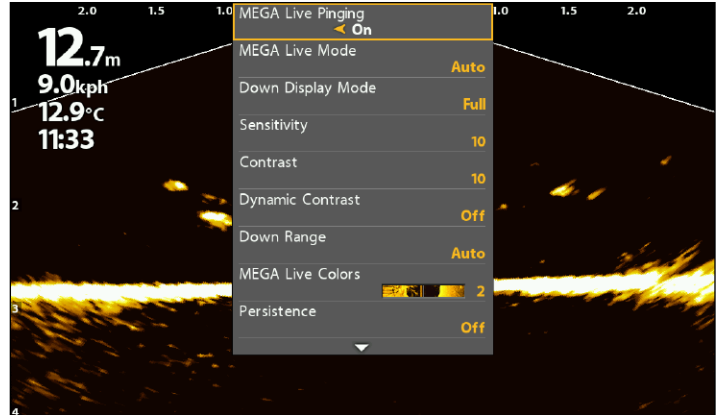 2.0 1.5 1.0 1.0 1.5 2.0
12.7m
9.0kph
12.9°C
11:33
1
2
3
4
MEGA Live Pinging
On
MEGA Live Mode
Auto
Down Display Mode
Full
Sensitivity
10
Contrast
10
Dynamic Contrast
Off
Down Range
Auto
MEGA Live Colors
2
Persistence
Off